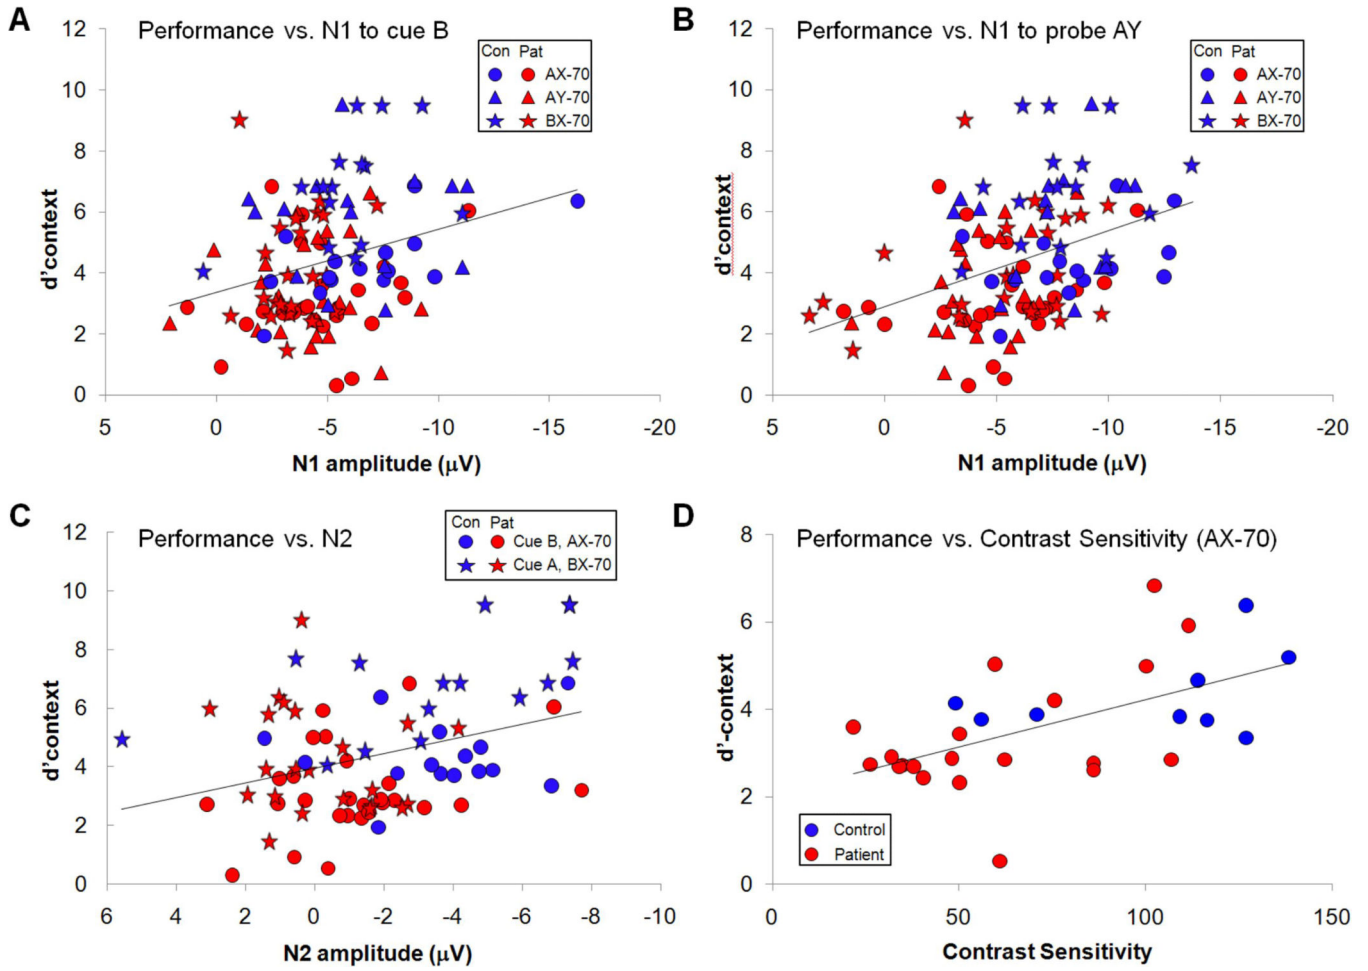 A
Performance vs. N1 to cue B
Con Pat
AX-70
AY-70
BX-70
12
10
8
6
4
2
0
d'context
5 0 -5 -10 -15 -20
N1 amplitude (μV)
B
Performance vs. N1 to probe AY
Con Pat
AX-70
AY-70
BX-70
12
10
8
6
4
2
0
d'context
5 0 -5 -10 -15 -20
N1 amplitude (μV)
C
Performance vs. N2
Con Pat
Cue B, AX-70
Cue A, BX-70
12
10
8
6
4
2
0
d'context
6 4 2 0 -2 -4 -6 -8 -10
N2 amplitude (μV)
D
Performance vs. Contrast Sensitivity (AX-70)
8
6
4
2
0
d'-context
Control
Patient
0 50 100 150
Contrast Sensitivity